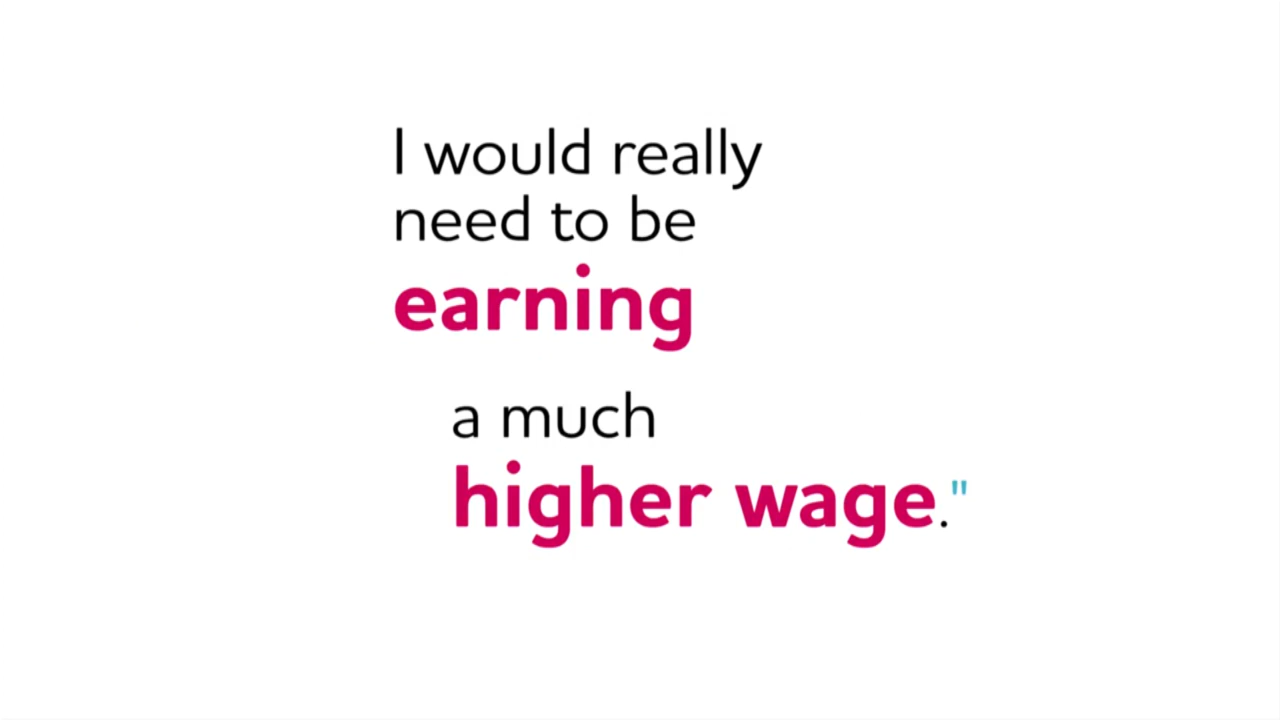 I would really
need to be
earning
a much
higher wage."